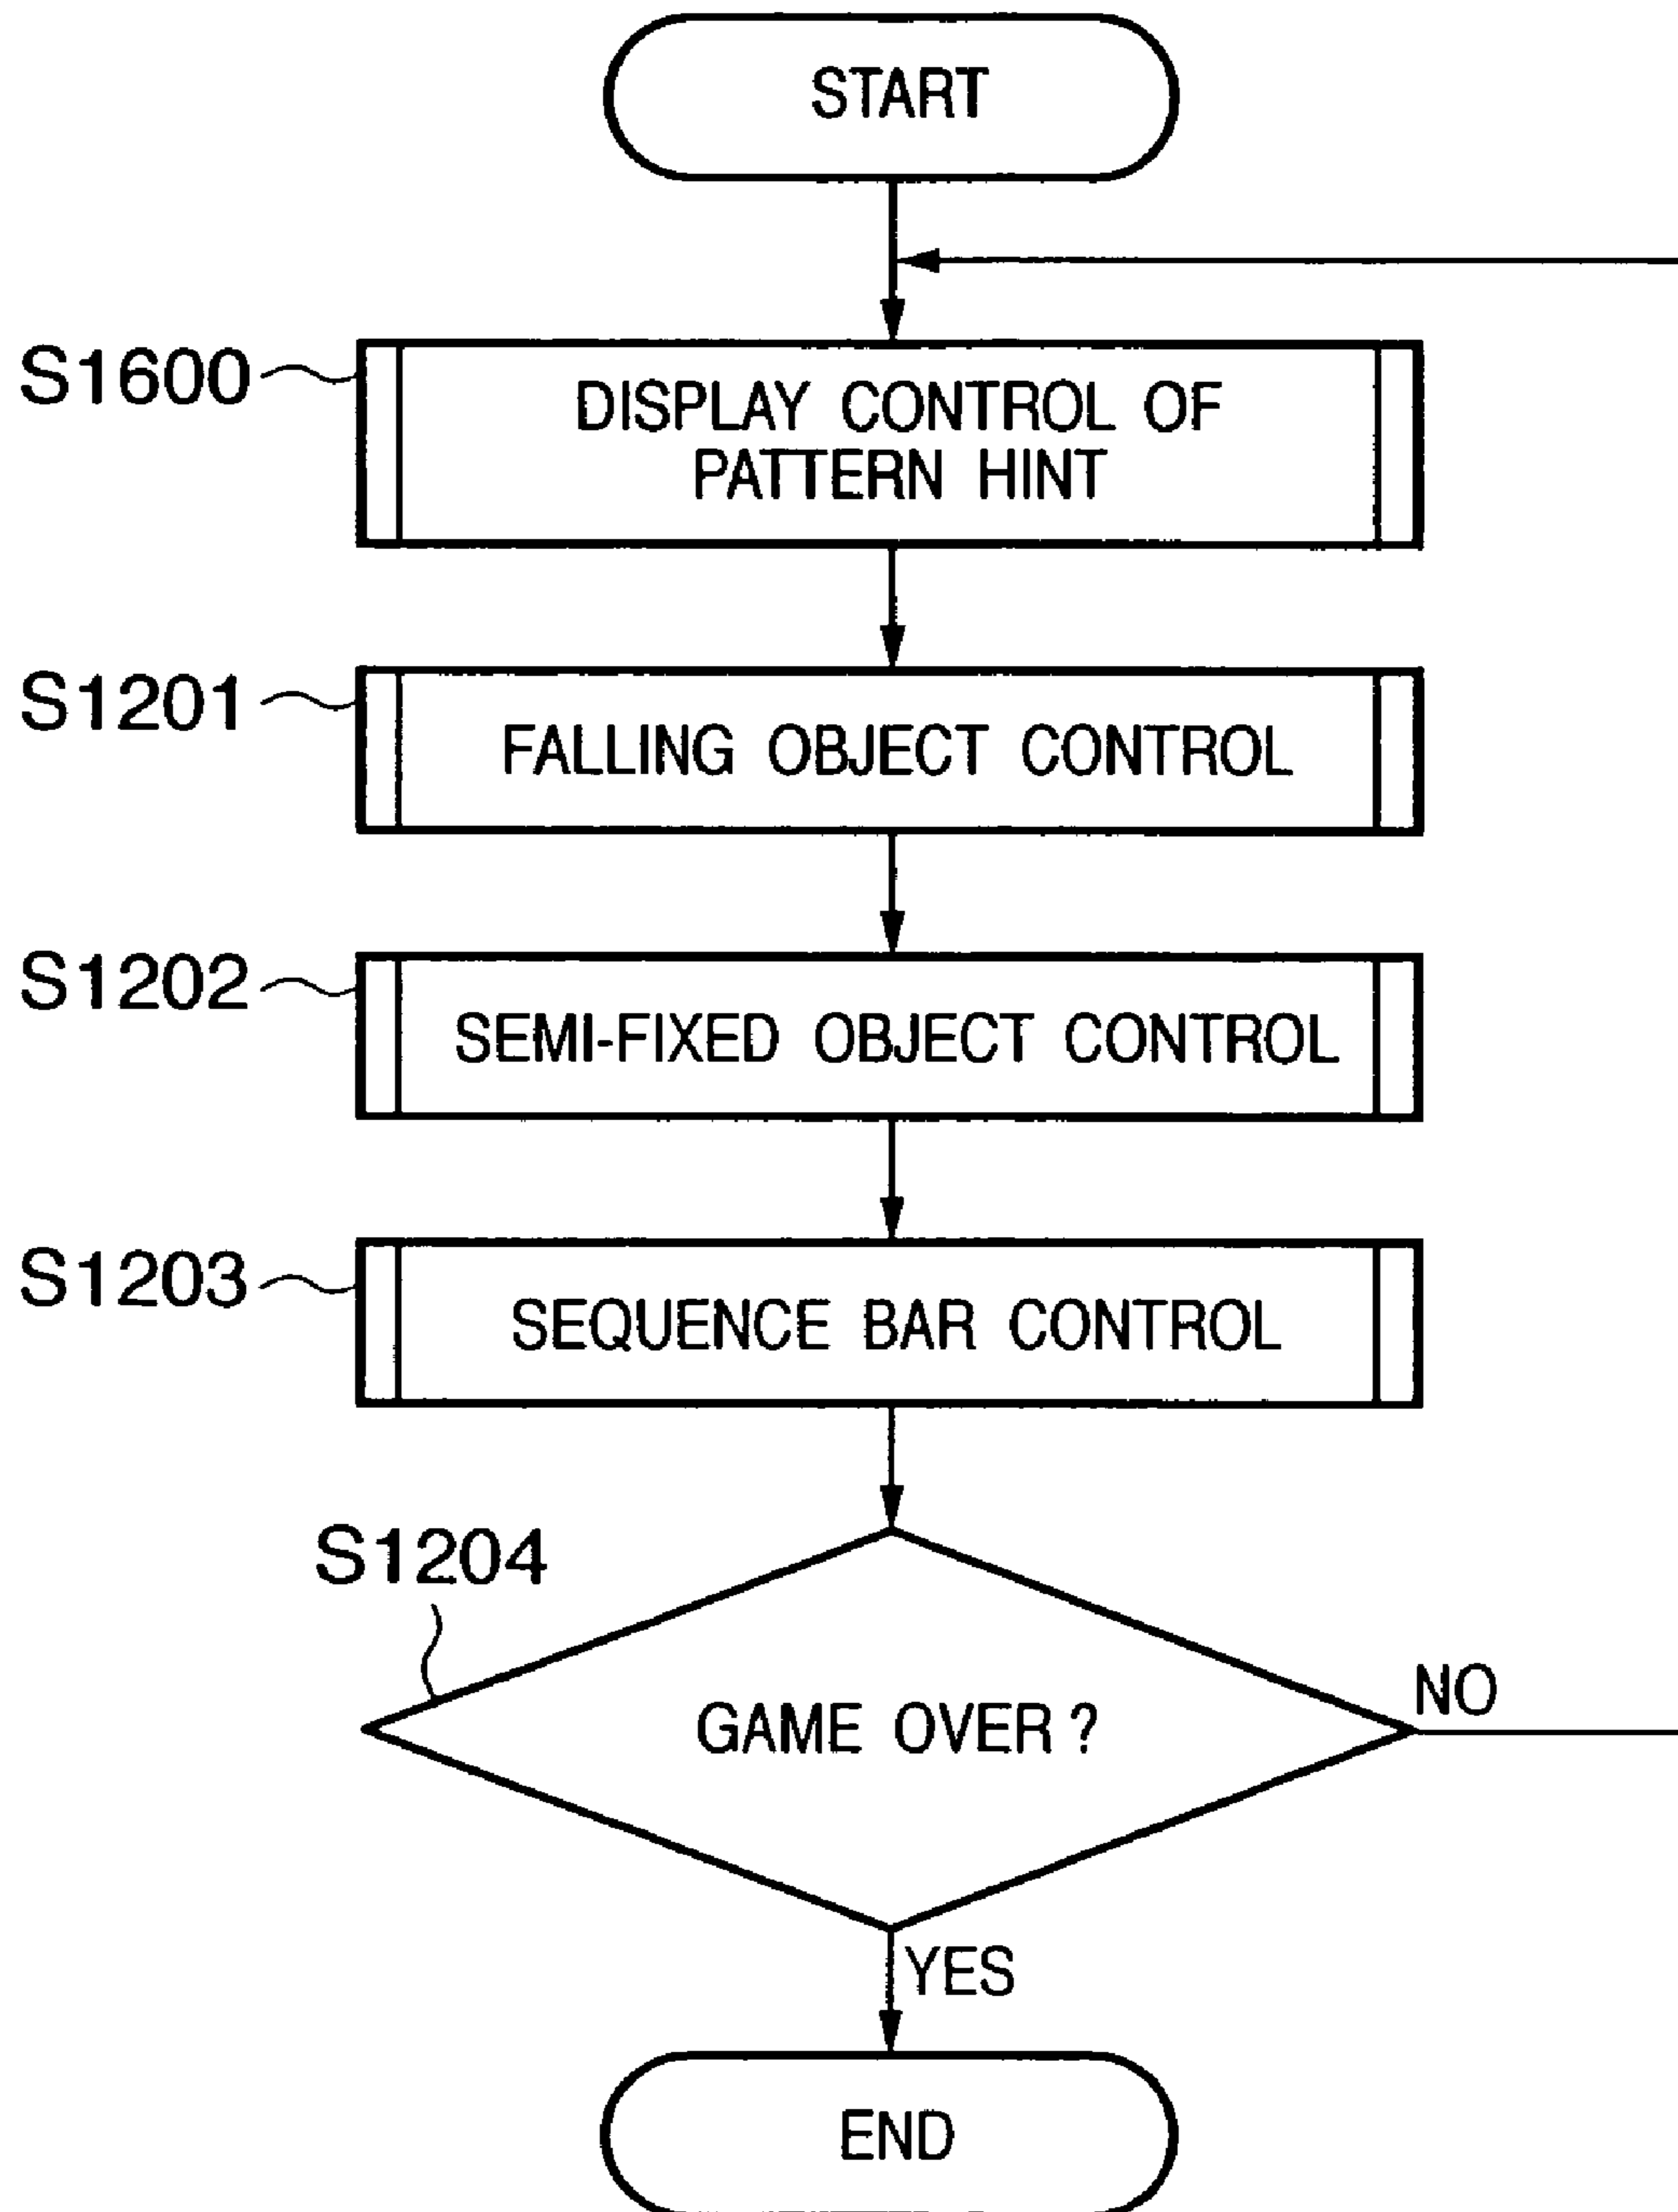 START
S1600
DISPLAY CONTROL OF
PATTERN HINT
S1201
FALLING OBJECT CONTROL
S1202
SEMI-FIXED OBJECT CONTROL
S1203
SEQUENCE BAR CONTROL
S1204
GAME OVER ?
NO
YES
END